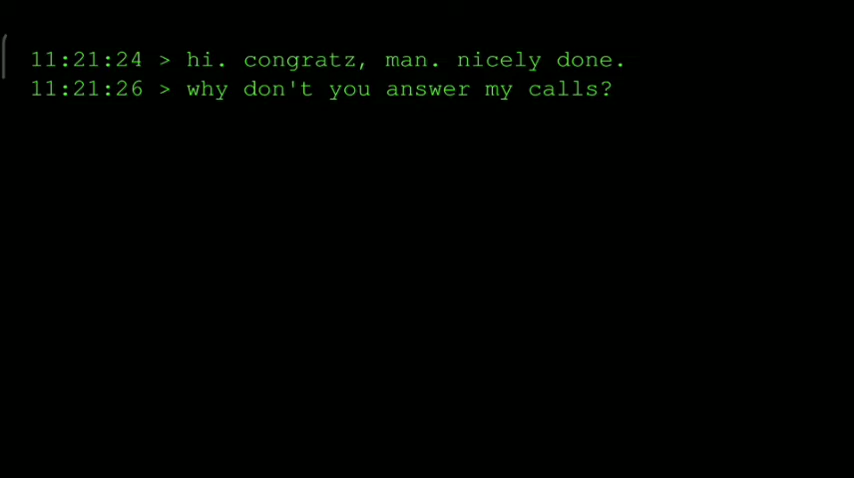 11:21:24 > hi. congratz, man. nicely done.
11:21:26 > why don't you answer my calls?